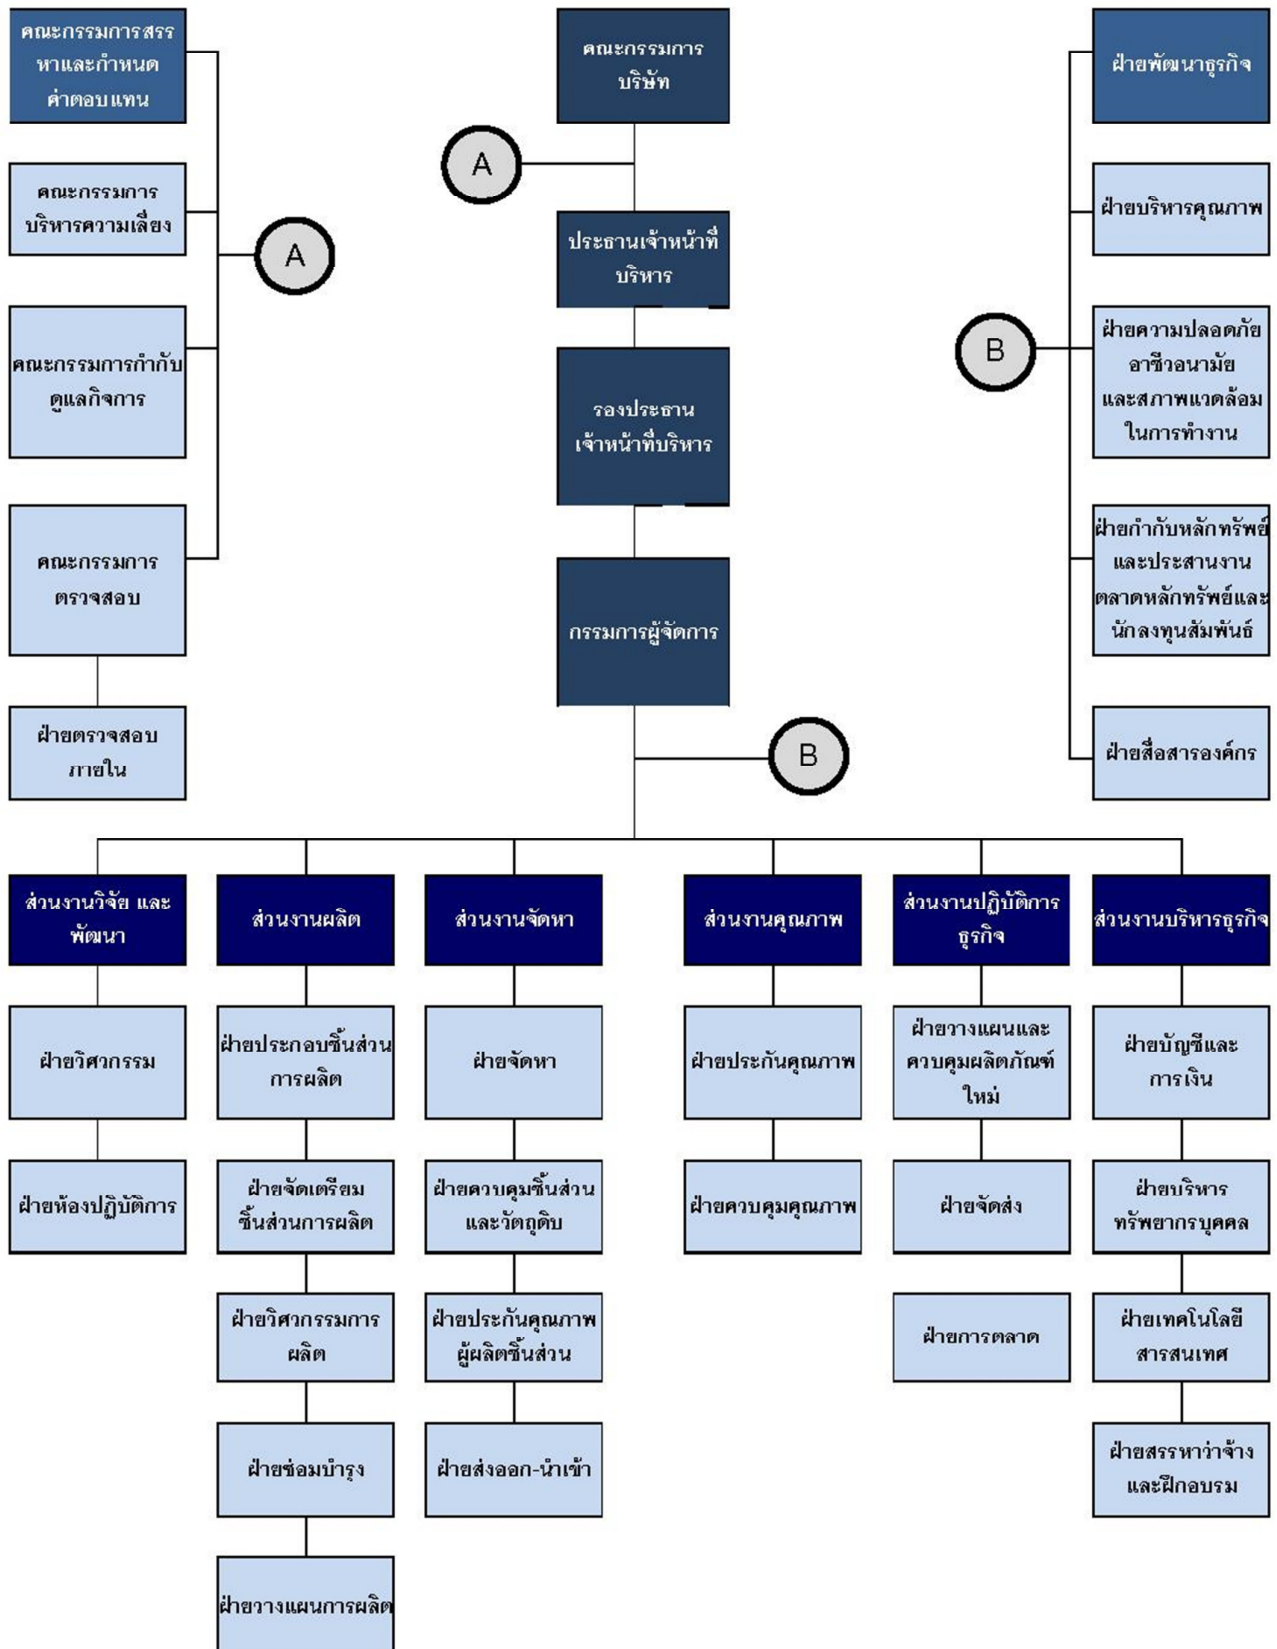 คณะกรรมการสรร
หาและกำหนด
ค่าตอบแทน
คณะกรรมการ
บริษัท
ฝ่ายพัฒนาธุรกิจ
A
คณะกรรมการ
บริหารความเสี่ยง
ฝ่ายบริหารคุณภาพ
A
ประธานเจ้าหน้าที่
บริหาร
คณะกรรมการกำกับ
ดูแลกิจการ
รองประธาน
เจ้าหน้าที่บริหาร
B
ฝ่ายความปลอดภัย
อาชีวอนามัย
และสภาพแวดล้อม
ในการทำงาน
คณะกรรมการ
ตรวจสอบ
กรรมการผู้จัดการ
ฝ่ายกำกับหลักทรัพย์
และประสานงาน
ตลาดหลักทรัพย์และ
นักลงทุนสัมพันธ์
ฝ่ายตรวจสอบ
ภายใน
B
ฝ่ายสื่อสารองค์กร
ส่วนงานวิจัย และ
พัฒนา
ส่วนงานผลิต
ส่วนงานจัดหา
ส่วนงานคุณภาพ
ส่วนงานปฏิบัติการ
ธุรกิจ
ส่วนงานบริหารธุรกิจ
ฝ่ายวิศวกรรม
ฝ่ายประกอบชิ้นส่วน
การผลิต
ฝ่ายจัดหา
ฝ่ายประกันคุณภาพ
ฝ่ายวางแผนและ
ควบคุมผลิตภัณฑ์
ใหม่
ฝ่ายบัญชีและ
การเงิน
ฝ่ายห้องปฏิบัติการ
ฝ่ายจัดเตรียม
ชิ้นส่วนการผลิต
ฝ่ายควบคุมชิ้นส่วน
และวัตถุดิบ
ฝ่ายควบคุมคุณภาพ
ฝ่ายจัดส่ง
ฝ่ายบริหาร
ทรัพยากรบุคคล
ฝ่ายวิศวกรรมการ
ผลิต
ฝ่ายประกันคุณภาพ
ผู้ผลิตชิ้นส่วน
ฝ่ายการตลาด
ฝ่ายเทคโนโลยี
สารสนเทศ
ฝ่ายซ่อมบำรุง
ฝ่ายส่งออก-นำเข้า
ฝ่ายสรรหาว่าจ้าง
และฝึกอบรม
ฝ่ายวางแผนการผลิต